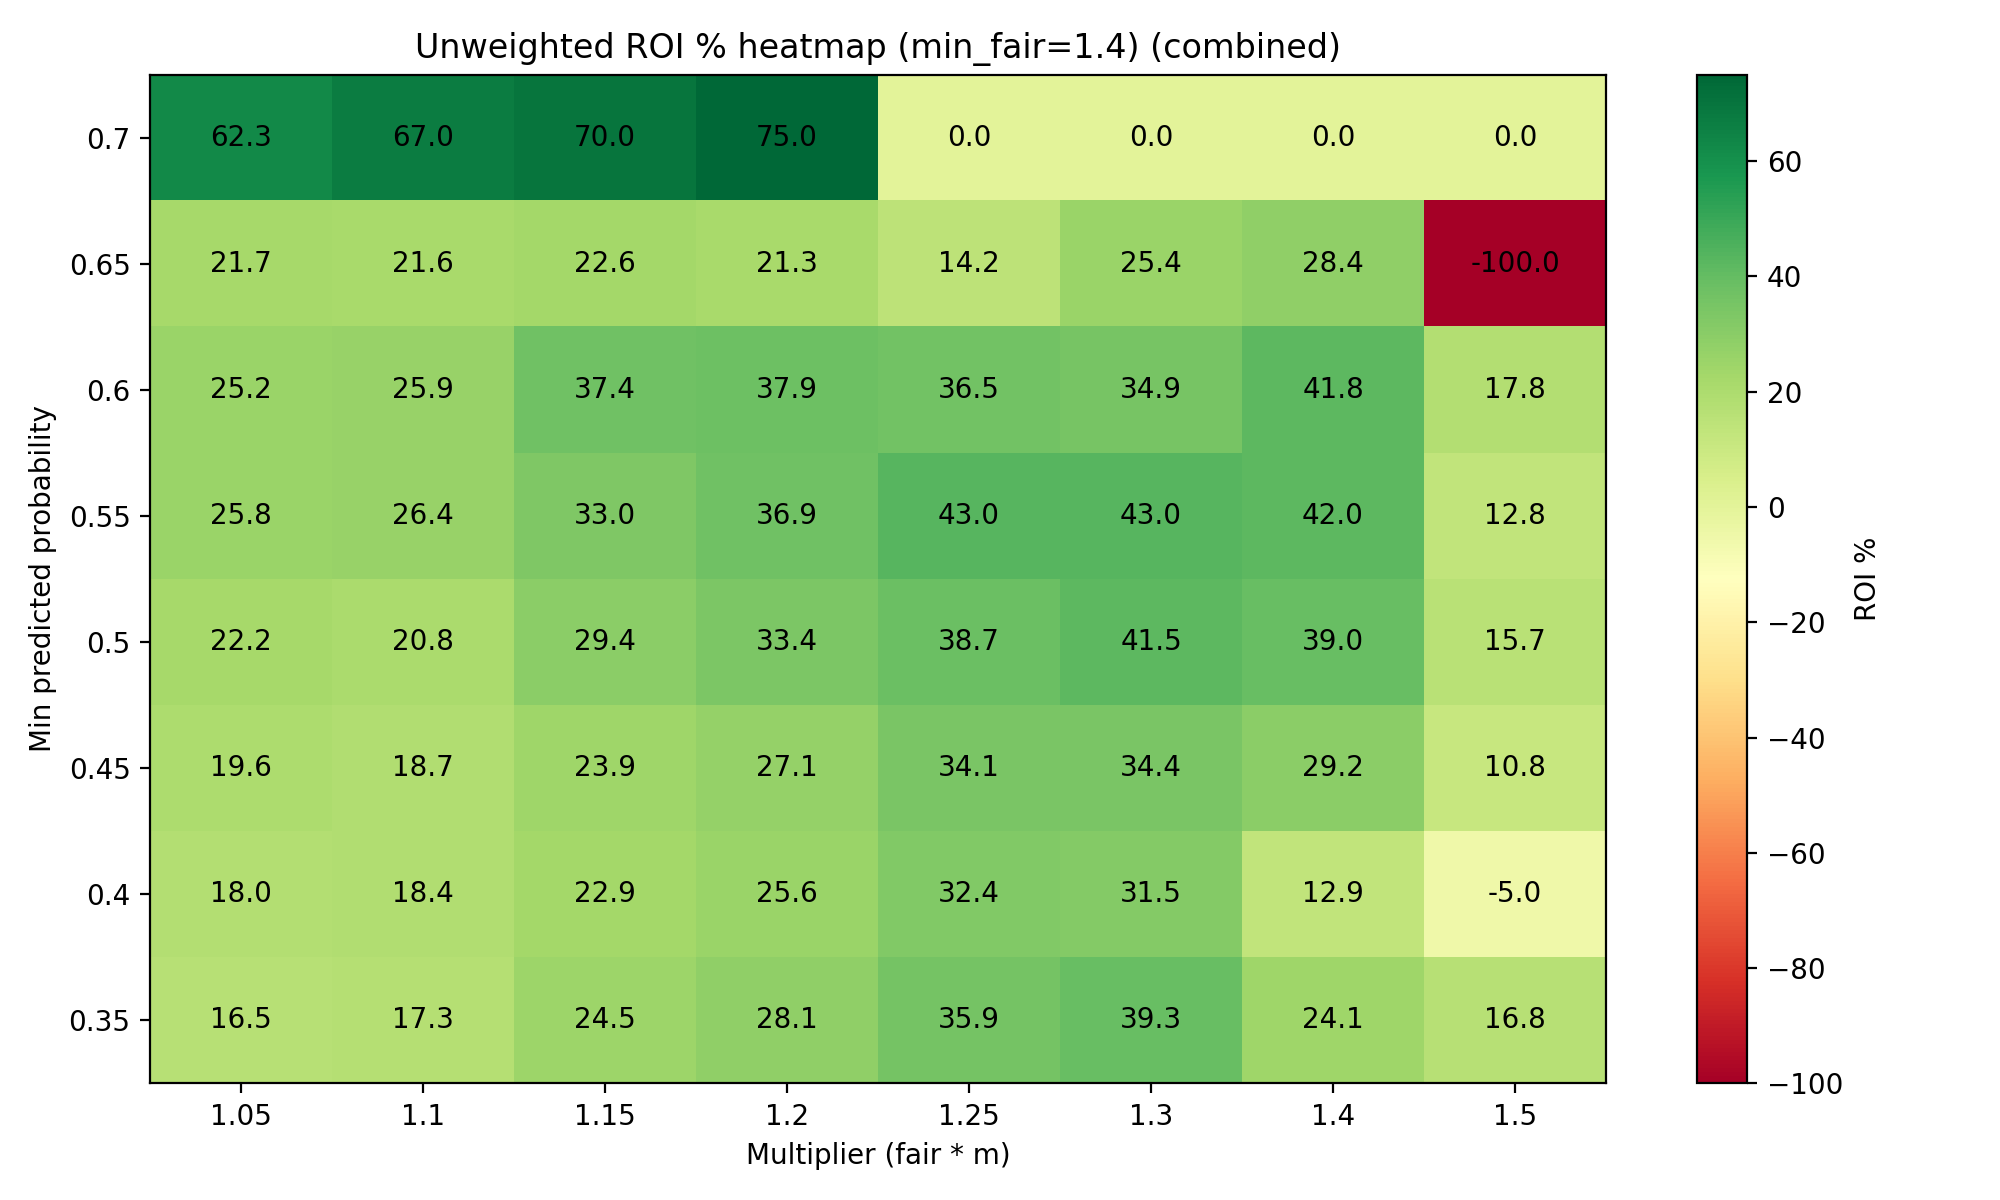 Unweighted ROI % heatmap (min_fair=1.4) (combined)
0.7 62.3 67.0 70.0 75.0 0.0 0.0 0.0 0.0
0.65 21.7 21.6 22.6 21.3 14.2 25.4 28.4 -100.0
0.6 25.2 25.9 37.4 37.9 36.5 34.9 41.8 17.8
0.55 25.8 26.4 33.0 36.9 43.0 43.0 42.0 12.8
0.5 22.2 20.8 29.4 33.4 38.7 41.5 39.0 15.7
0.45 19.6 18.7 23.9 27.1 34.1 34.4 29.2 10.8
0.4 18.0 18.4 22.9 25.6 32.4 31.5 12.9 -5.0
0.35 16.5 17.3 24.5 28.1 35.9 39.3 24.1 16.8
1.05 1.1 1.15 1.2 1.25 1.3 1.4 1.5
Multiplier (fair * m)
Min predicted probability
60
40
20
0
−20
−40
−60
−80
−100
ROI %